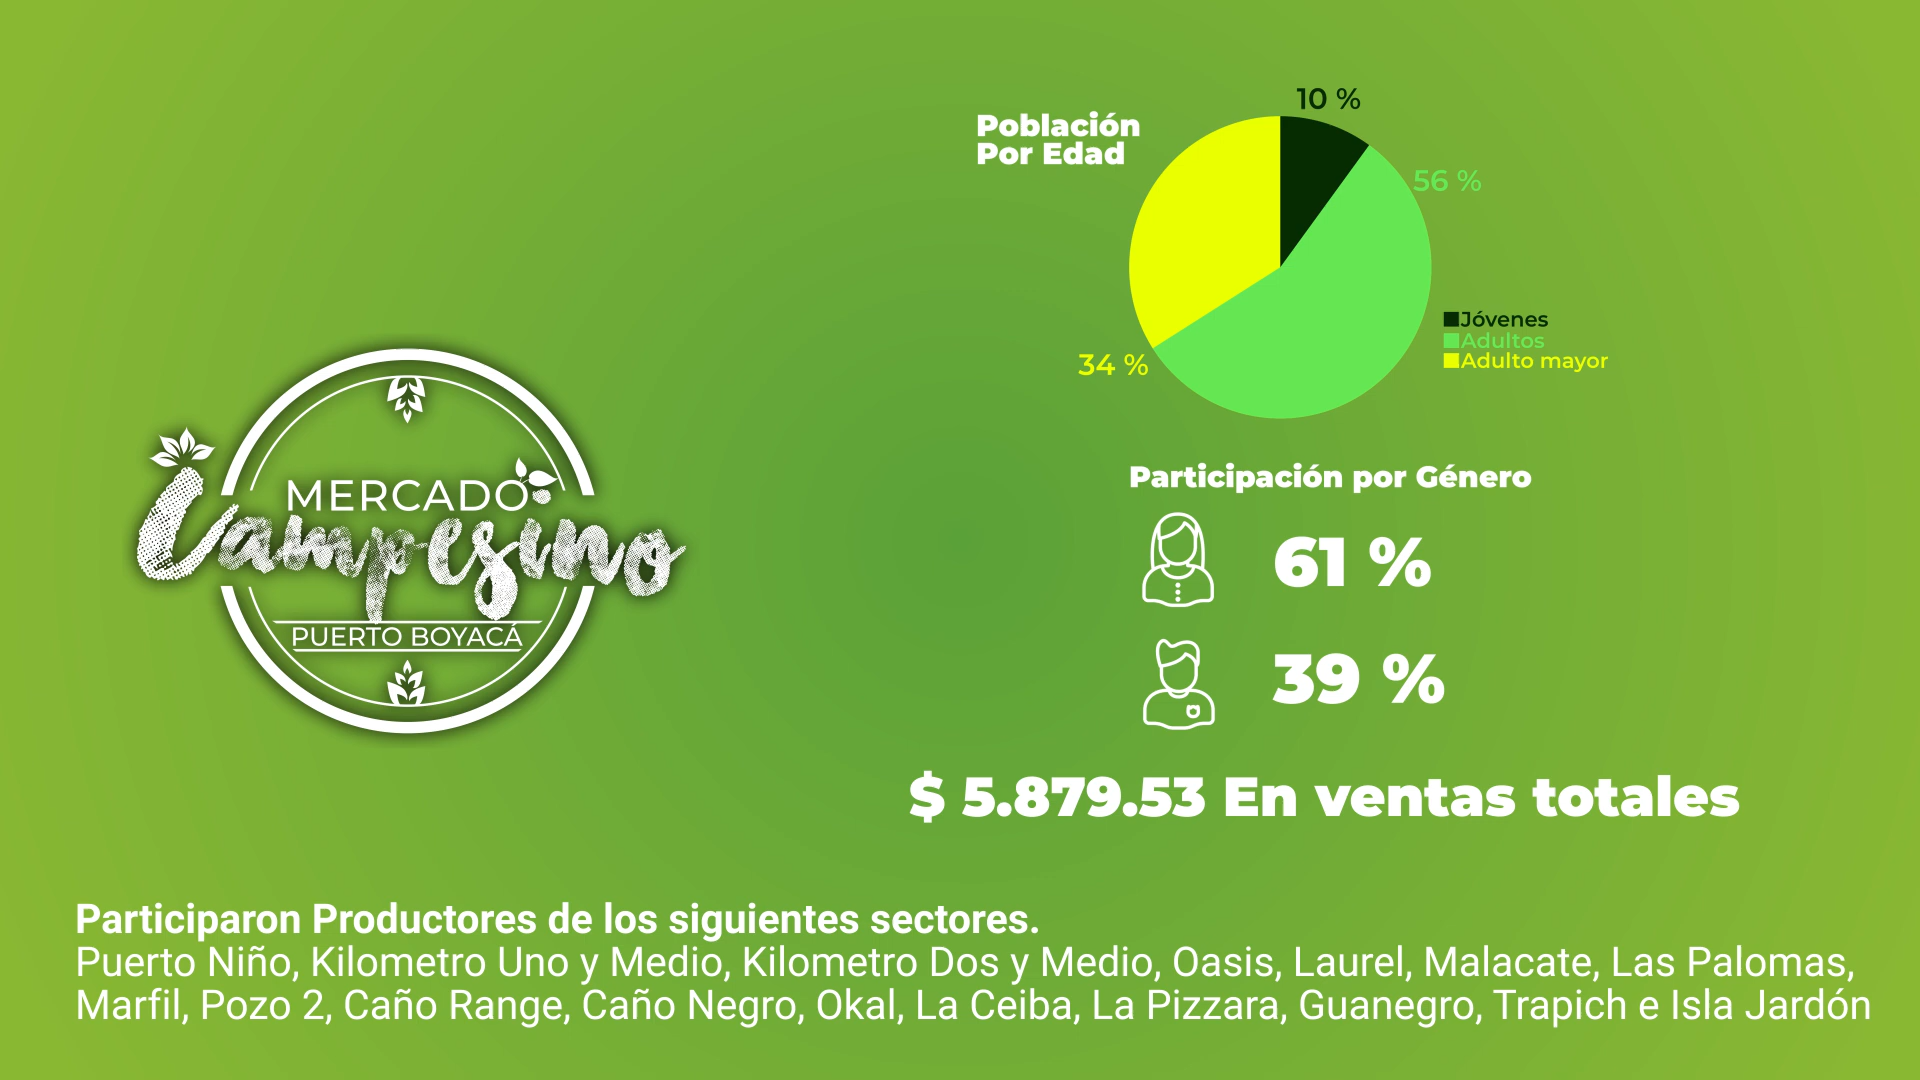 MERCADO
Campesino
PUERTO BOYACÁ
Población
Por Edad
10 %
56 %
34 %
Jóvenes
Adultos
Adulto mayor
Participación por Género
61 %
39 %
$ 5.879.53 En ventas totales
Participaron Productores de los siguientes sectores.
Puerto Niño, Kilometro Uno y Medio, Kilometro Dos y Medio, Oasis, Laurel, Malacate, Las Palomas,
Marfil, Pozo 2, Caño Range, Caño Negro, Okal, La Ceiba, La Pizzara, Guanegro, Trapich e Isla Jardón